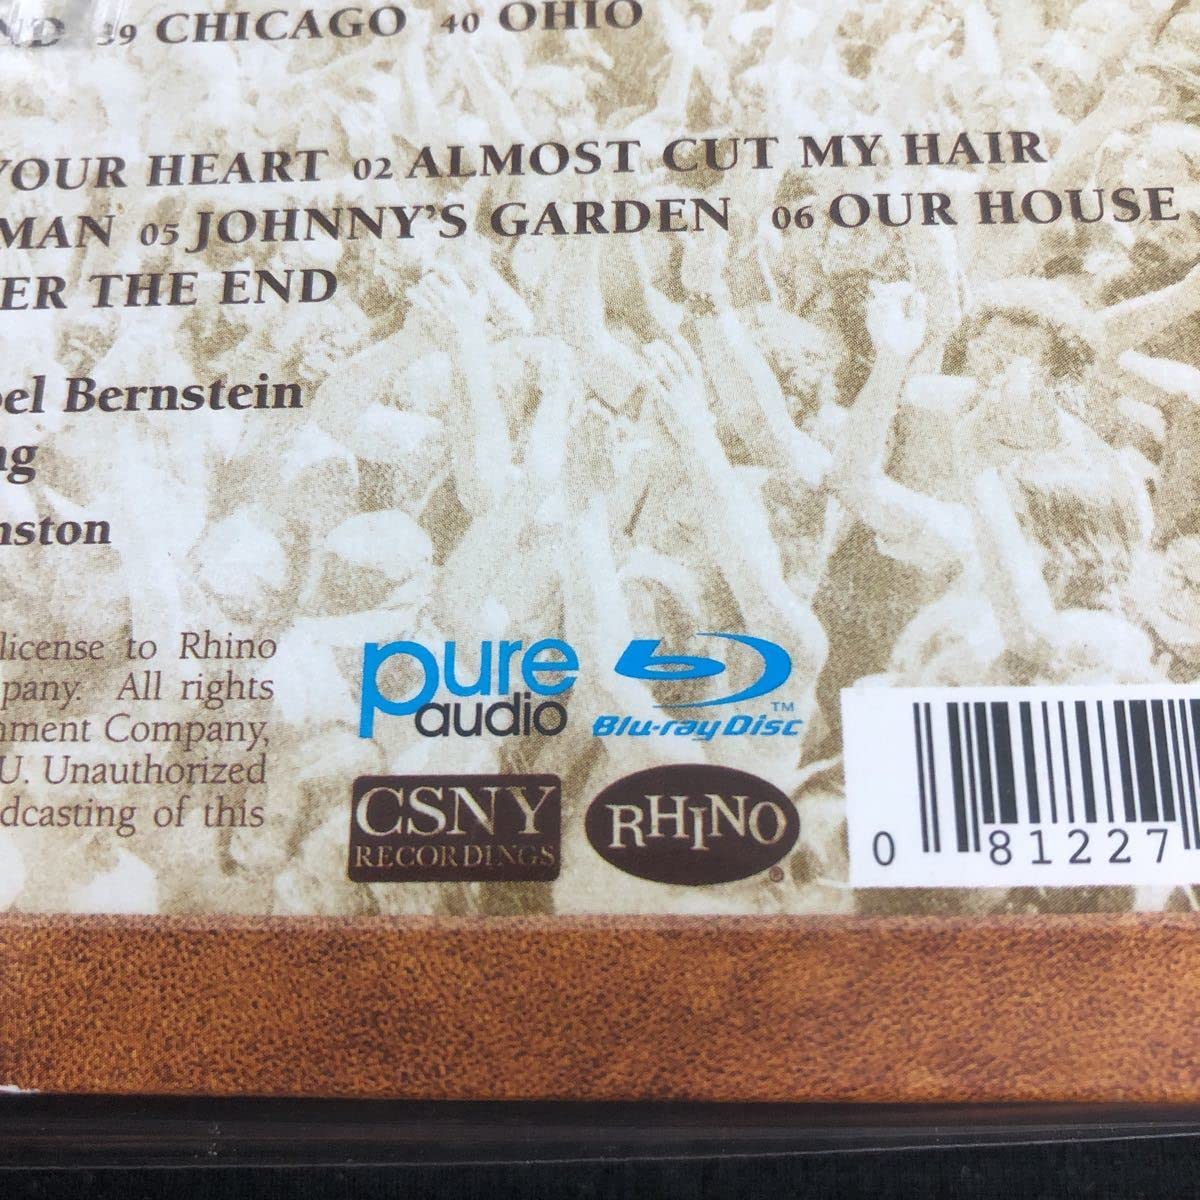 ND 39 CHICAGO 40 OHIO
YOUR HEART 02 ALMOST CUT MY HAIR
MAN 05 JOHNNY'S GARDEN 06 OUR HOUSE
ER THE END
oel Bernstein
ng
nston
license to Rhino
pany. All rights
nment Company,
U. Unauthorized
dcasting of this
pure audio
Blu-ray Disc TM
CSNY
RECORDINGS
RHINO ®
0 81227